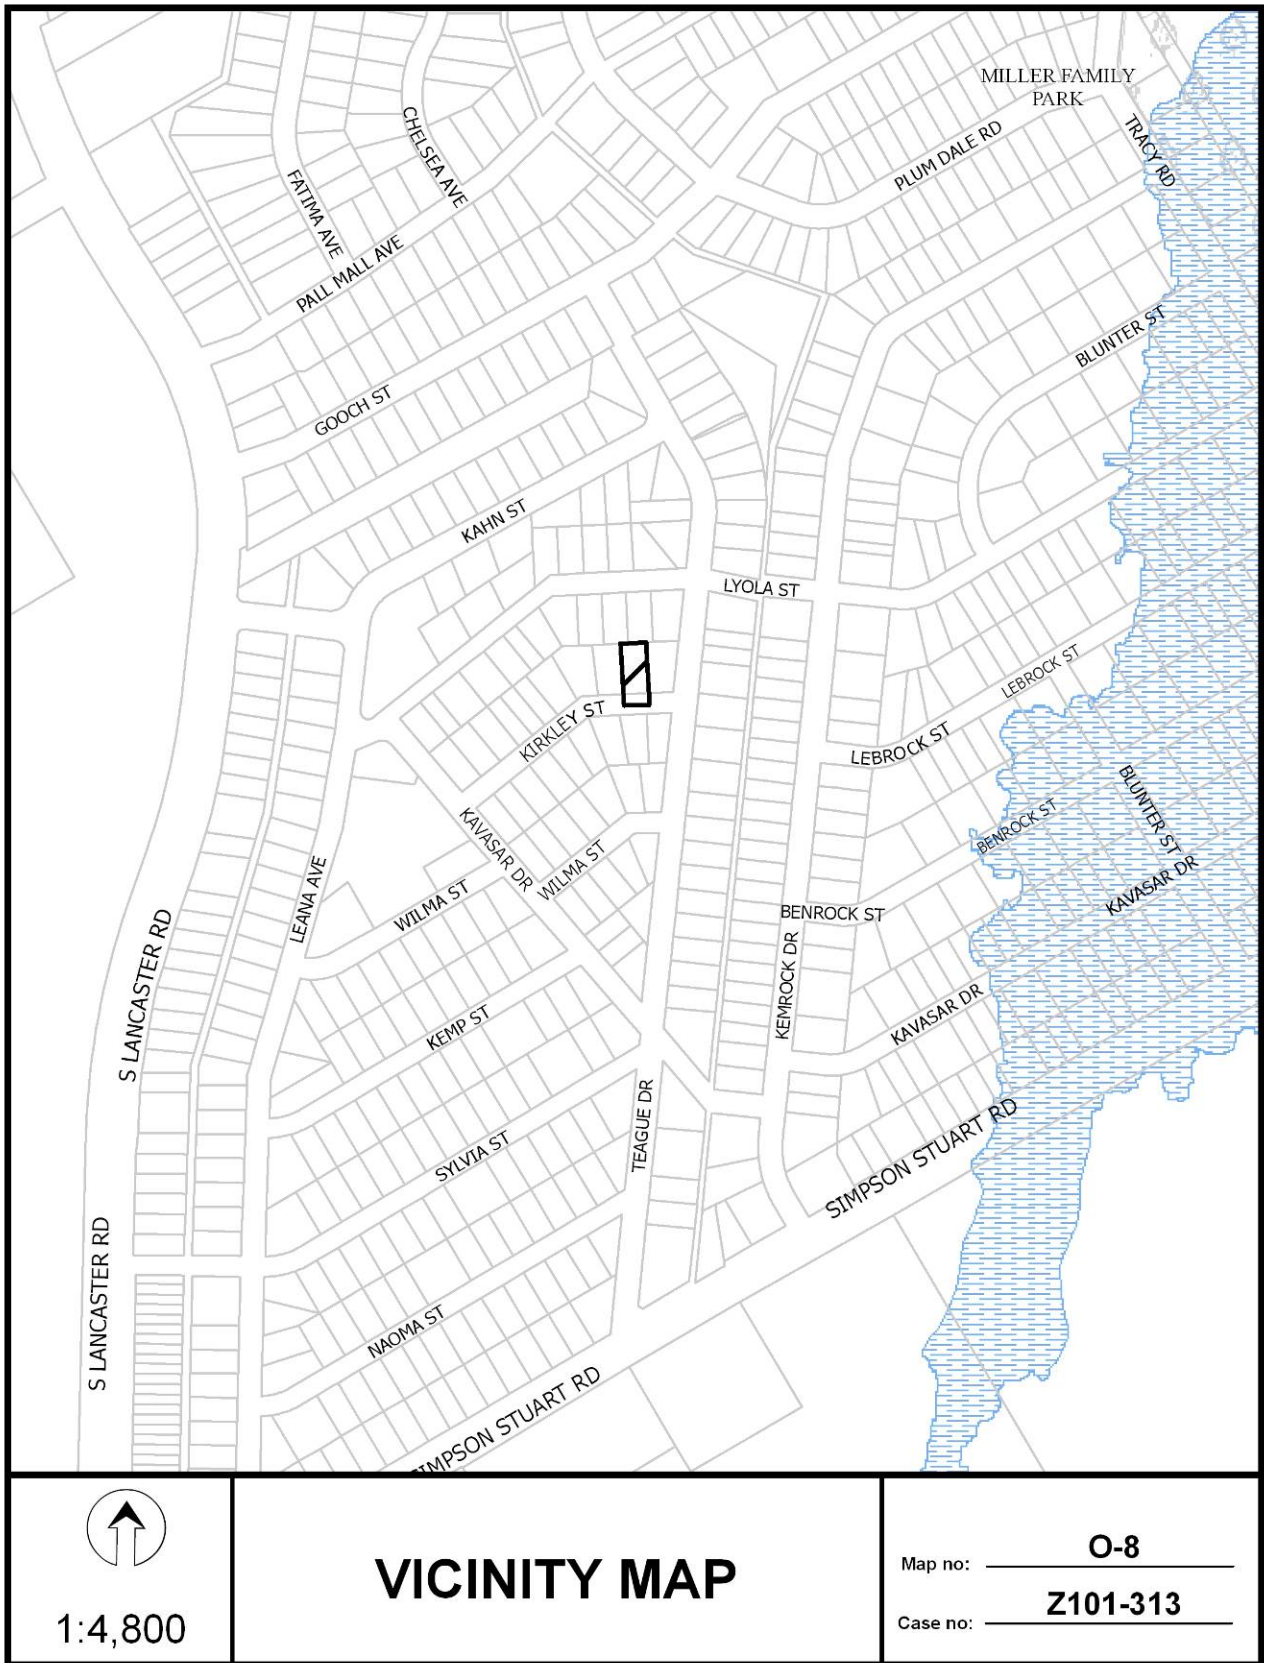 MILLER FAMILY
PARK
TRACY RD
PLUM DALE RD
CHELSEA AVE
FATIMA AVE
PALL MALL AVE
BLUNTER ST
GOOCH ST
KAHN ST
LYOLA ST
LEBROCK ST
KIRKLEY ST
LEBROCK ST
BLUNTER ST
KAVASAR DR
BENROCK ST
WILMA ST
KAVASAR DR
WILMA ST
LEANA AVE
BENROCK ST
S LANCASTER RD
KEMROCK DR
KAVASAR DR
KEMP ST
TEAGUE DR
SYLVIA ST
SIMPSON STUART RD
S LANCASTER RD
NAOMA ST
SIMPSON STUART RD
1:4,800
VICINITY MAP
Map no: O-8
Case no: Z101-313